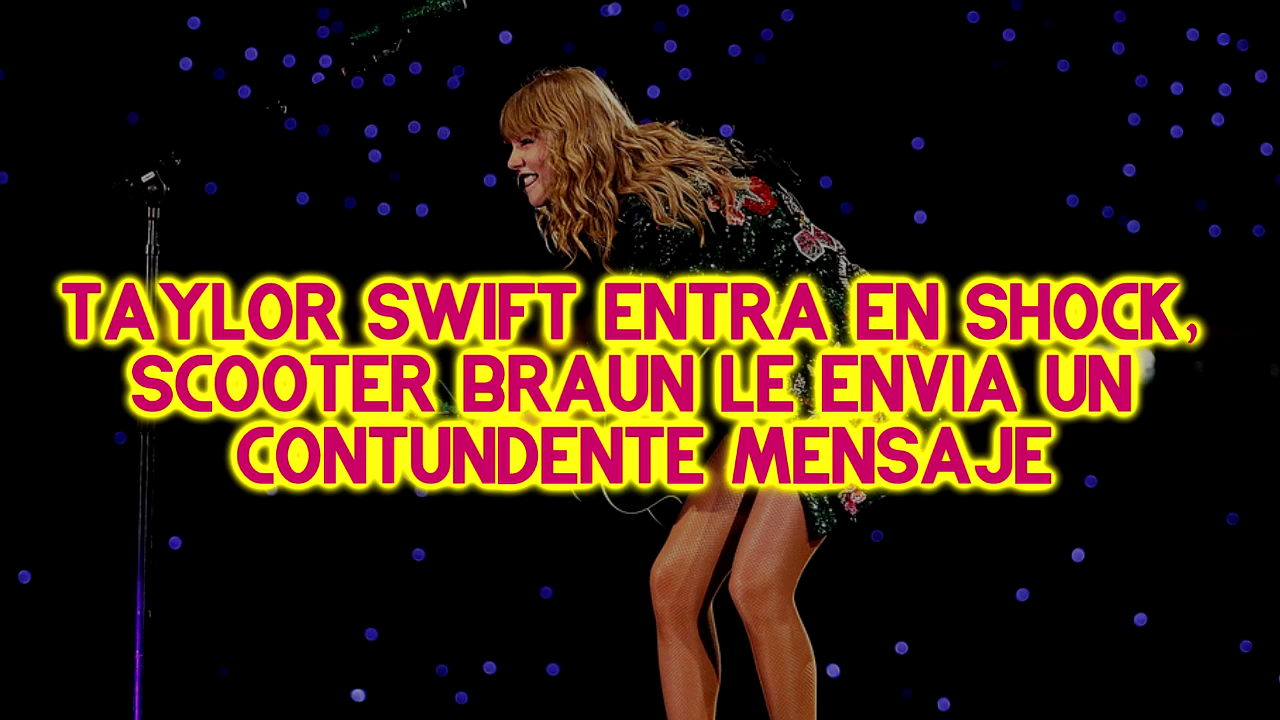 TAYLOR SWIFT ENTRA EN SHOCK,
SCOOTER BRAUN LE ENVIA UN
CONTUNDENTE MENSAJE